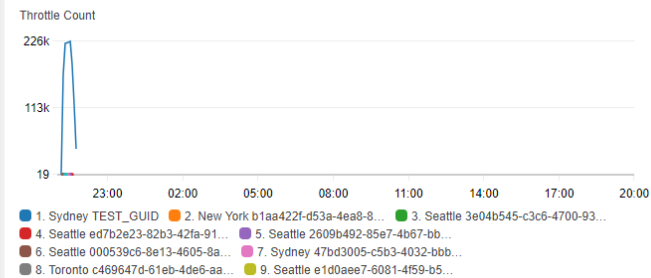 Throttle Count
226k
113k
19
23:00 02:00 05:00 08:00 11:00 14:00 17:00 20:00
1. Sydney TEST_GUID 2. New York b1aa422f-d53a-4ea8-8... 3. Seattle 3e04b545-c3c6-4700-93...
4. Seattle ed7b2e23-82b3-42fa-91... 5. Seattle 2609b492-85e7-4b67-bb...
6. Seattle 000539c6-8e13-4605-8a... 7. Sydney 47bd3005-c5b3-4032-bbb...
8. Toronto c469647d-61eb-4de6-aa... 9. Seattle e1d0aee7-6081-4f59-b5...